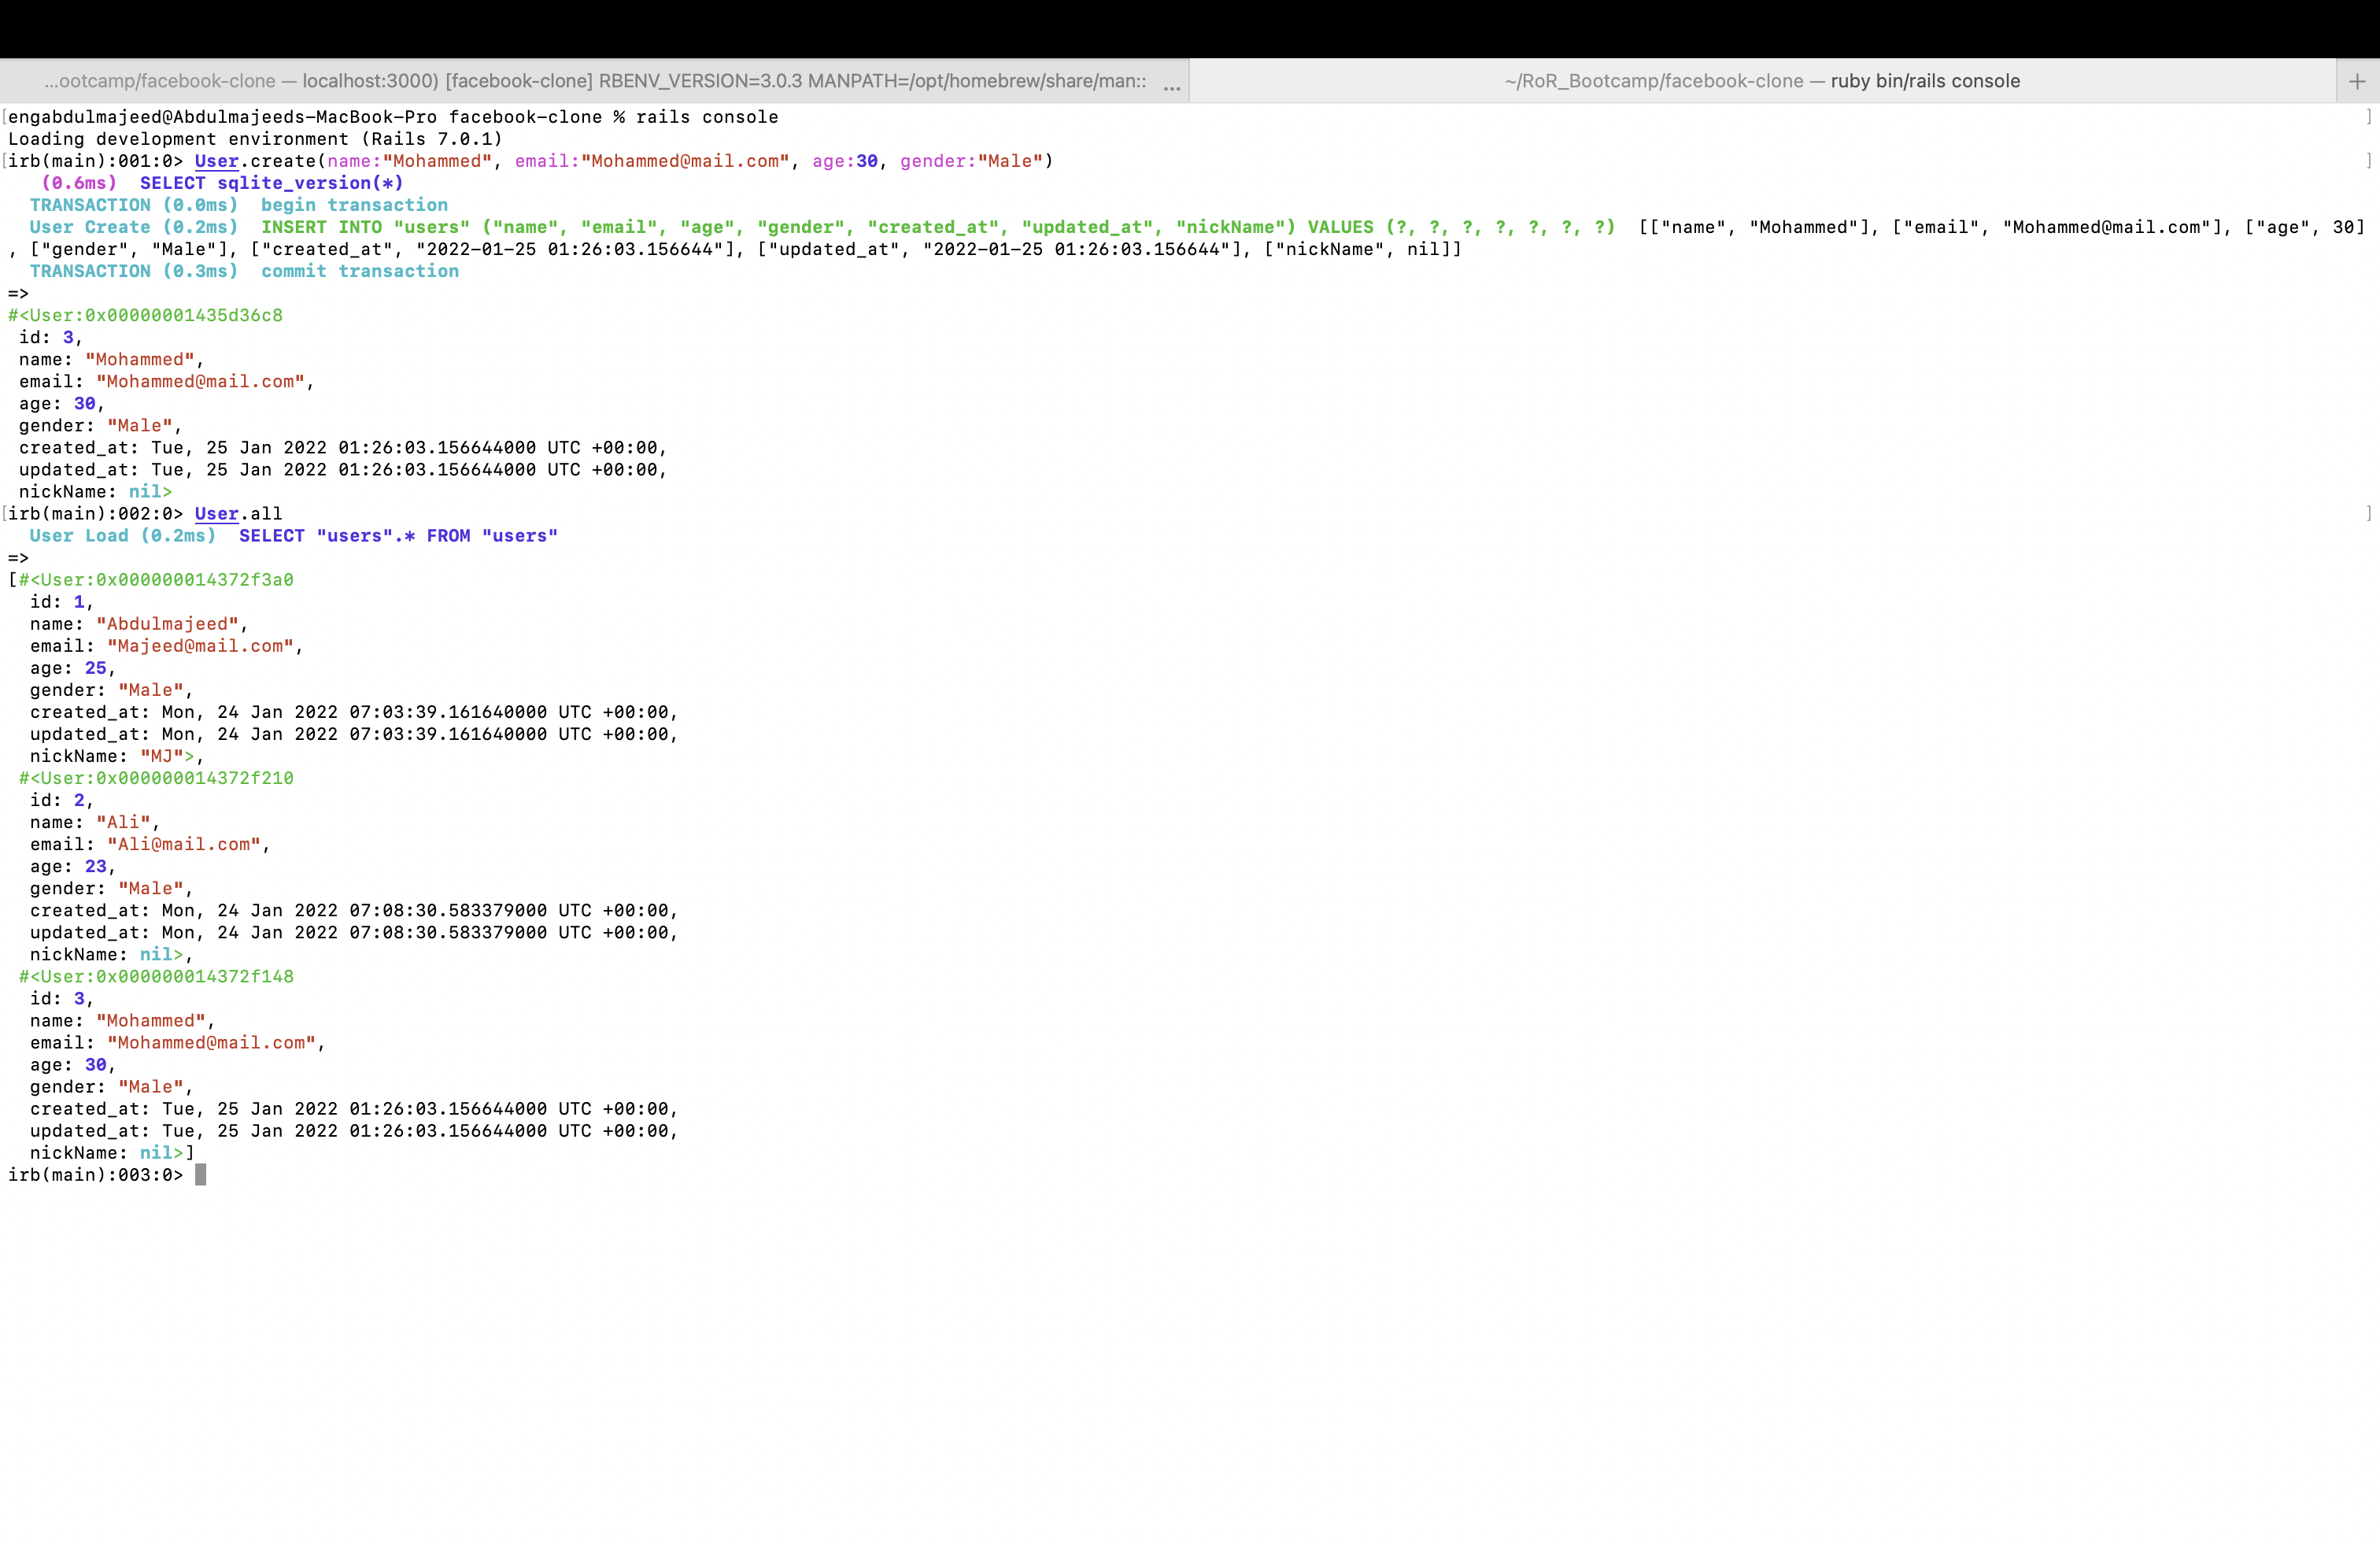 ...ootcamp/facebook-clone — localhost:3000) [facebook-clone] RBENV_VERSION=3.0.3 MANPATH=/opt/homebrew/share/man:: ...
~/RoR_Bootcamp/facebook-clone — ruby bin/rails console +
[engabdulmajeed@Abdulmajeeds-MacBook-Pro facebook-clone % rails console ]
Loading development environment (Rails 7.0.1)
[irb(main):001:0> User.create(name:"Mohammed", email:"Mohammed@mail.com", age:30, gender:"Male") ]
   (0.6ms)  SELECT sqlite_version(*)
  TRANSACTION (0.0ms)  begin transaction
  User Create (0.2ms)  INSERT INTO "users" ("name", "email", "age", "gender", "created_at", "updated_at", "nickName") VALUES (?, ?, ?, ?, ?, ?, ?)  [["name", "Mohammed"], ["email", "Mohammed@mail.com"], ["age", 30]
, ["gender", "Male"], ["created_at", "2022-01-25 01:26:03.156644"], ["updated_at", "2022-01-25 01:26:03.156644"], ["nickName", nil]]
  TRANSACTION (0.3ms)  commit transaction
=>
#<User:0x00000001435d36c8
 id: 3,
 name: "Mohammed",
 email: "Mohammed@mail.com",
 age: 30,
 gender: "Male",
 created_at: Tue, 25 Jan 2022 01:26:03.156644000 UTC +00:00,
 updated_at: Tue, 25 Jan 2022 01:26:03.156644000 UTC +00:00,
 nickName: nil>
[irb(main):002:0> User.all ]
  User Load (0.2ms)  SELECT "users".* FROM "users"
=>
[#<User:0x000000014372f3a0
  id: 1,
  name: "Abdulmajeed",
  email: "Majeed@mail.com",
  age: 25,
  gender: "Male",
  created_at: Mon, 24 Jan 2022 07:03:39.161640000 UTC +00:00,
  updated_at: Mon, 24 Jan 2022 07:03:39.161640000 UTC +00:00,
  nickName: "MJ">,
 #<User:0x000000014372f210
  id: 2,
  name: "Ali",
  email: "Ali@mail.com",
  age: 23,
  gender: "Male",
  created_at: Mon, 24 Jan 2022 07:08:30.583379000 UTC +00:00,
  updated_at: Mon, 24 Jan 2022 07:08:30.583379000 UTC +00:00,
  nickName: nil>,
 #<User:0x000000014372f148
  id: 3,
  name: "Mohammed",
  email: "Mohammed@mail.com",
  age: 30,
  gender: "Male",
  created_at: Tue, 25 Jan 2022 01:26:03.156644000 UTC +00:00,
  updated_at: Tue, 25 Jan 2022 01:26:03.156644000 UTC +00:00,
  nickName: nil>]
irb(main):003:0>